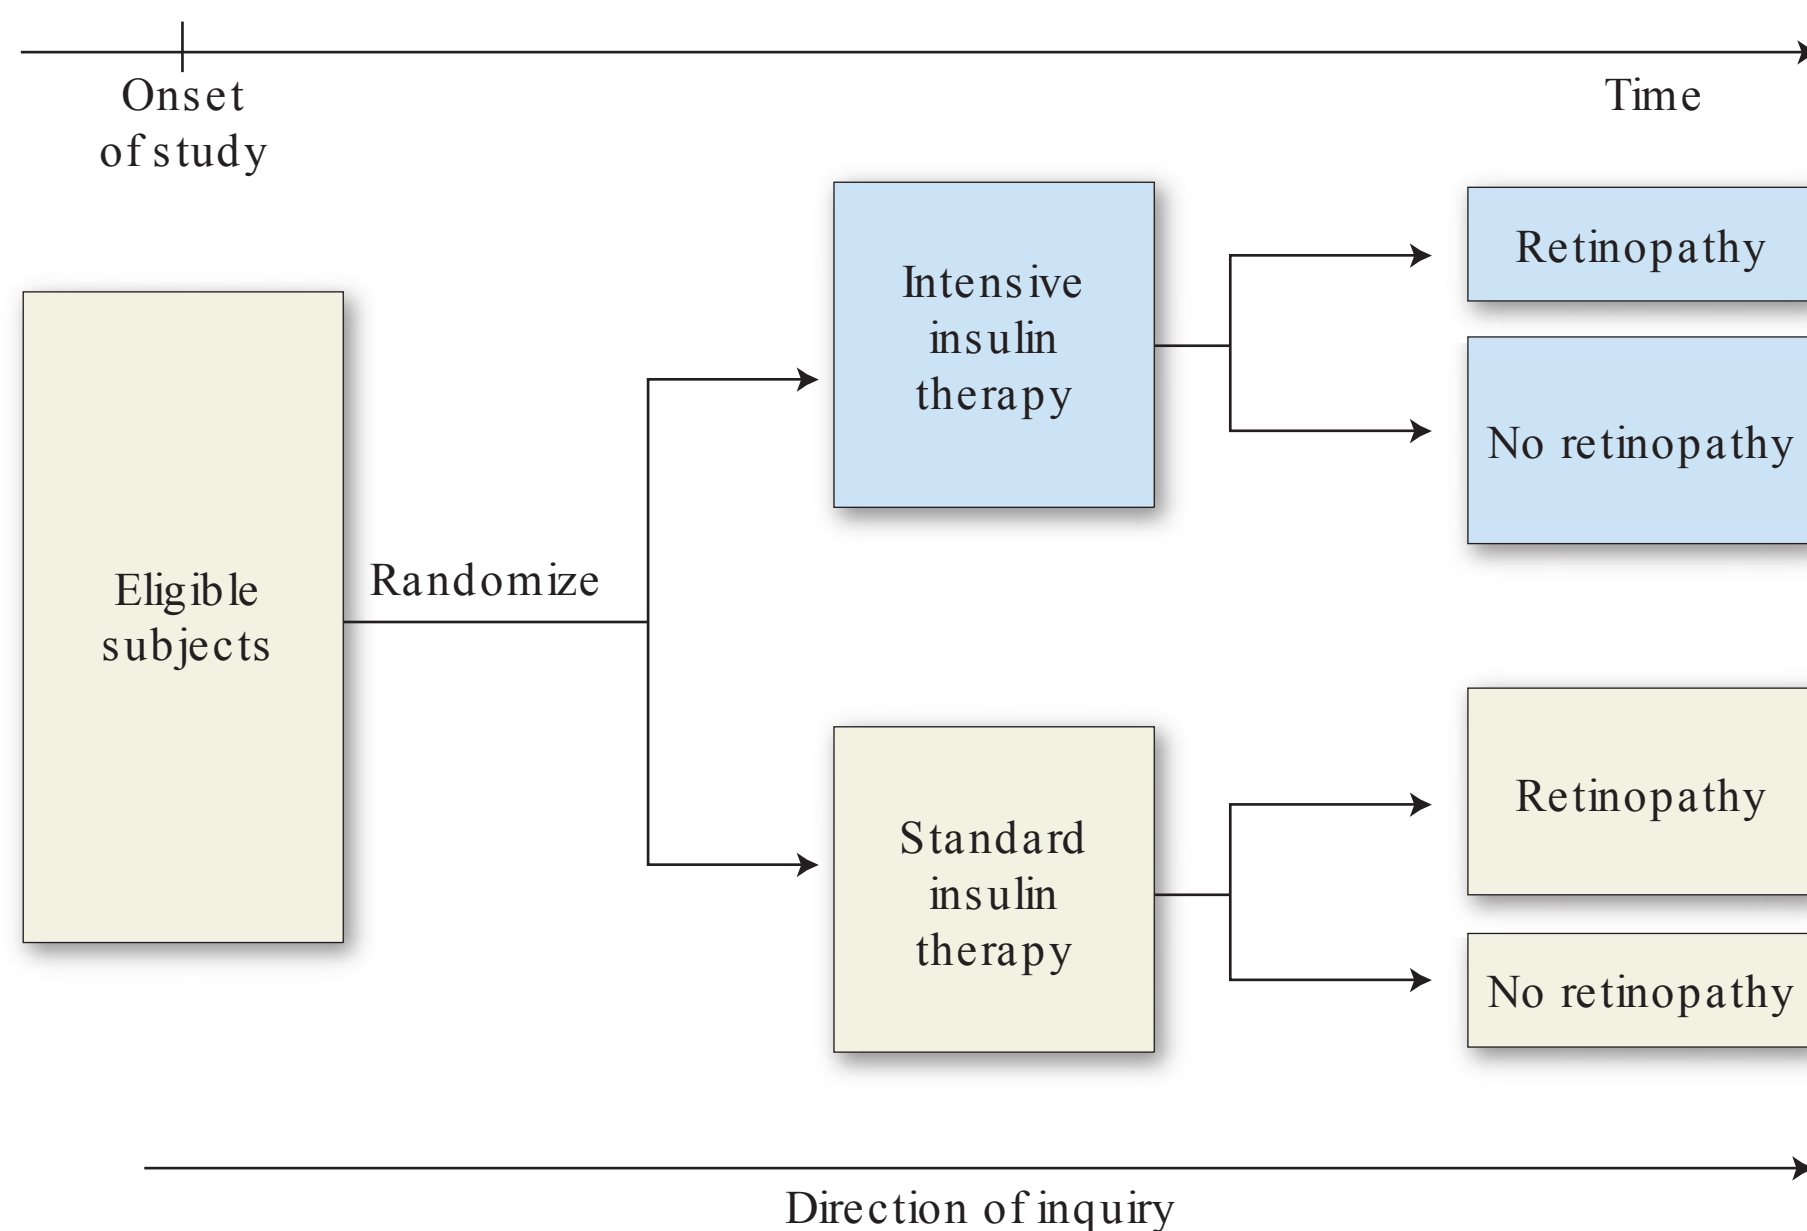 Onset
of study
Time
Eligible
subjects
Randomize
Intensive
insulin
therapy
Retinopathy
No retinopathy
Standard
insulin
therapy
Retinopathy
No retinopathy
Direction of inquiry